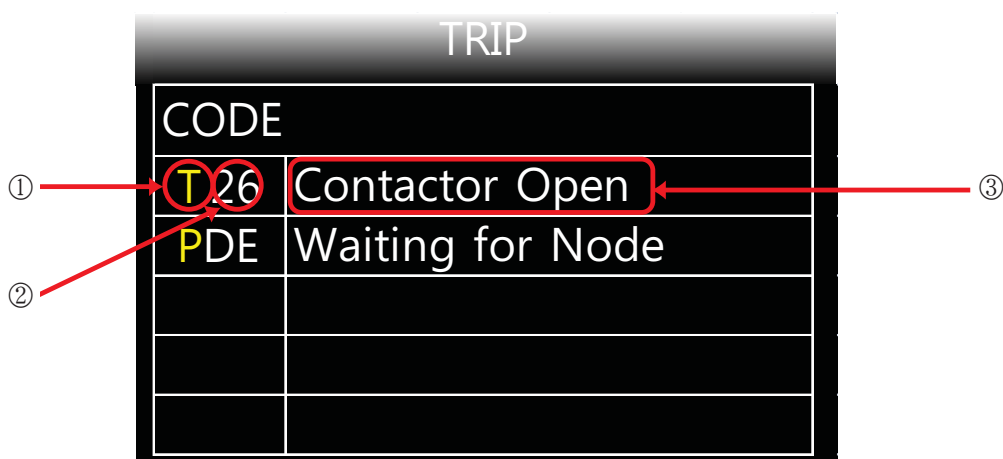 TRIP
CODE
① T26 Contactor Open ③
PDE Waiting for Node
②